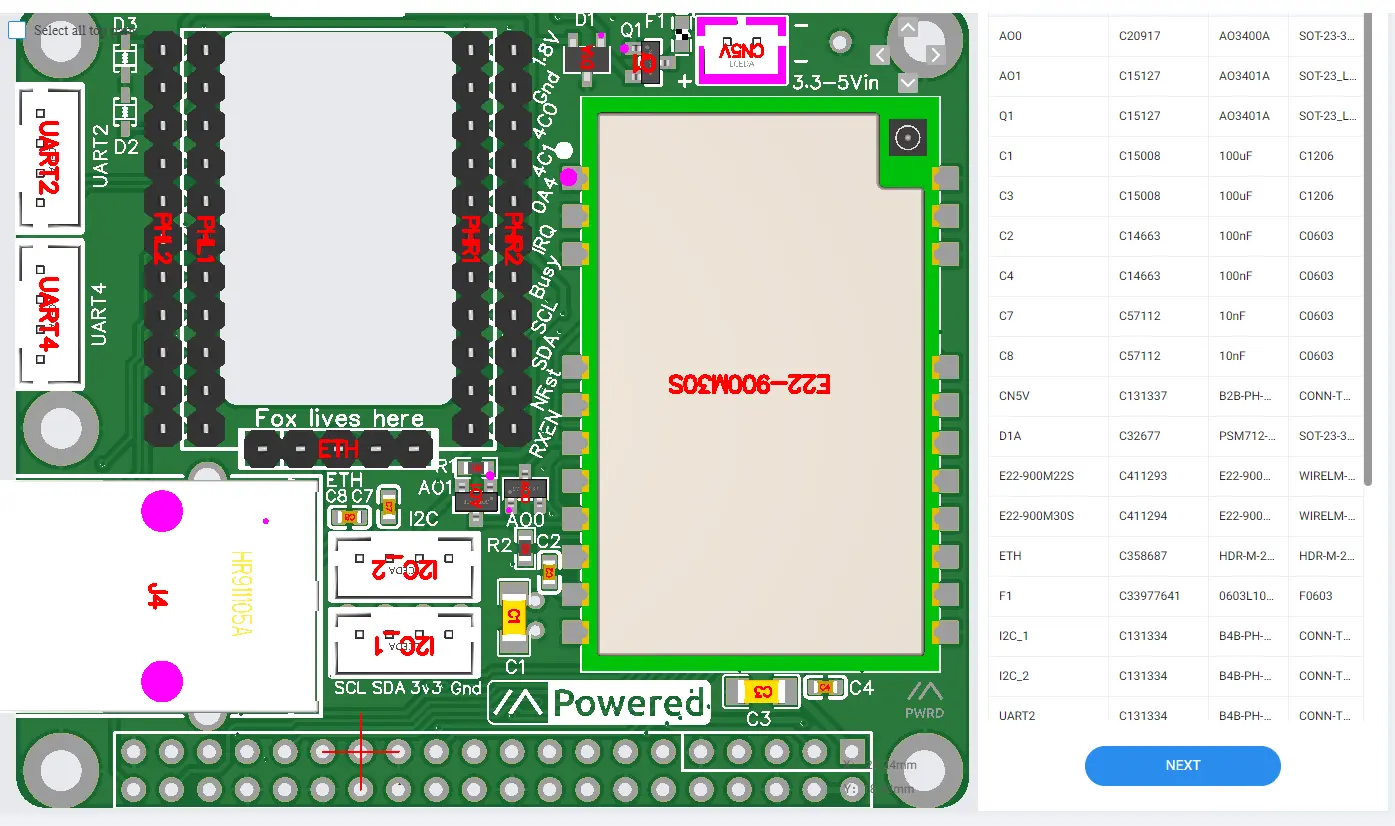 Select all top
D3
D2
UART2
UART2
UART4
UART4
PHL2
PHL1
PHR1
PHR2
1.8V
Gnd
4C0
4C1
0A4
IRQ
Busy
SCL
SDA
NRst
RXEN
D1
Q1
F1
Q1
CN5V
LCEDA
+
3.3–5Vin
E22–900M30S
Fox lives here
ETH
ETH
C8 C7
C7
I2C
R1
AO1
AO0
R2
C2
I2C_2
I2C_1
C1
C1
J4
HR911105A
SCL SDA 3v3 Gnd
Powered
C3
C3
C4
C4
PWRD
AO0 C20917 AO3400A SOT-23-3...
AO1 C15127 AO3401A SOT-23_L...
Q1 C15127 AO3401A SOT-23_L...
C1 C15008 100uF C1206
C3 C15008 100uF C1206
C2 C14663 100nF C0603
C4 C14663 100nF C0603
C7 C57112 10nF C0603
C8 C57112 10nF C0603
CN5V C131337 B2B-PH-... CONN-T...
D1A C32677 PSM712-... SOT-23-3...
E22-900M22S C411293 E22-900... WIRELM-...
E22-900M30S C411294 E22-900... WIRELM-...
ETH C358687 HDR-M-2... HDR-M-2...
F1 C33977641 0603L10... F0603
I2C_1 C131334 B4B-PH-... CONN-T...
I2C_2 C131334 B4B-PH-... CONN-T...
UART2 C131334 B4B-PH-... CONN-T...
NEXT